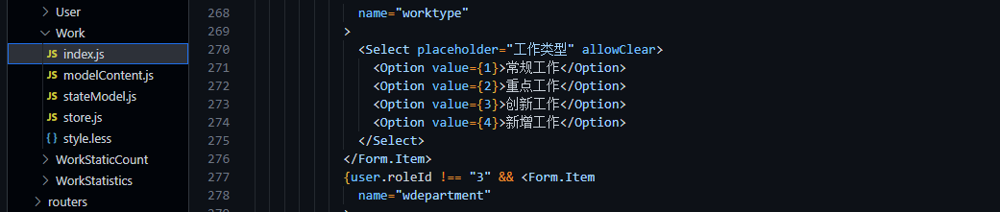 User
Work
JS index.js
JS modelContent.js
JS stateModel.js
JS store.js
{} style.less
WorkStaticCount
WorkStatistics
routers
268 name="worktype"
269 >
270 <Select placeholder="工作类型" allowClear>
271 <Option value={1}>常规工作</Option>
272 <Option value={2}>重点工作</Option>
273 <Option value={3}>创新工作</Option>
274 <Option value={4}>新增工作</Option>
275 </Select>
276 </Form.Item>
277 {user.roleId !== "3" && <Form.Item
278 name="wdepartment"